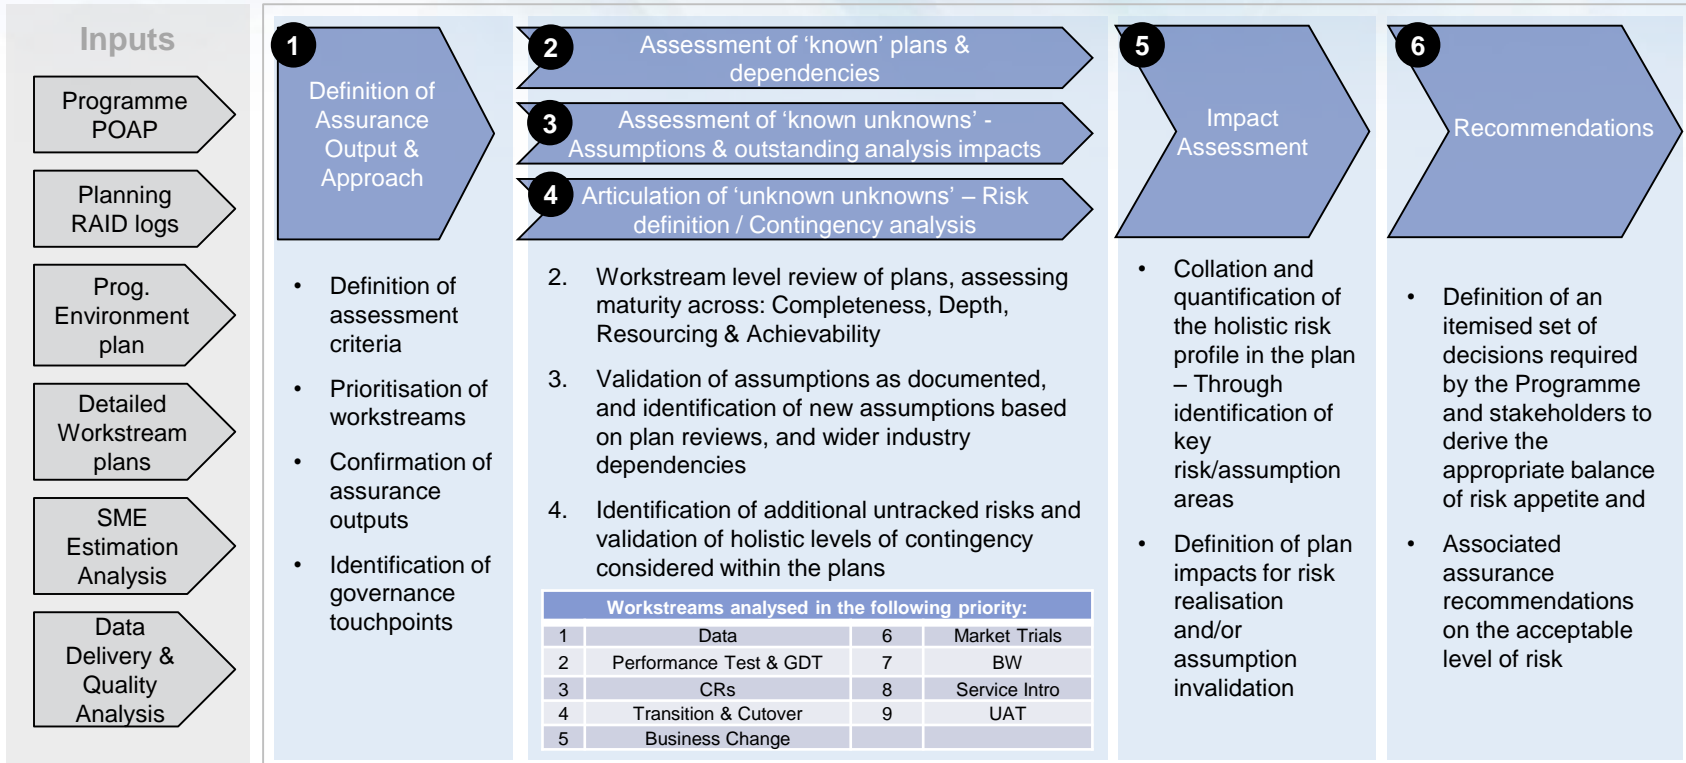 Inputs
Programme
POAP
Planning
RAID logs
Prog.
Environment
plan
Detailed
Workstream
plans
SME
Estimation
Analysis
Data
Delivery &
Quality
Analysis
1
Definition of
Assurance
Output &
Approach
• Definition of
assessment
criteria
• Prioritisation of
workstreams
• Confirmation of
assurance
outputs
• Identification of
governance
touchpoints
2
Assessment of ‘known’ plans &
dependencies
3
Assessment of ‘known unknowns’ -
Assumptions & outstanding analysis impacts
4
Articulation of ‘unknown unknowns’ – Risk
definition / Contingency analysis
2. Workstream level review of plans, assessing
maturity across: Completeness, Depth,
Resourcing & Achievability
3. Validation of assumptions as documented,
and identification of new assumptions based
on plan reviews, and wider industry
dependencies
4. Identification of additional untracked risks and
validation of holistic levels of contingency
considered within the plans
Workstreams analysed in the following priority:
1 Data 6 Market Trials
2 Performance Test & GDT 7 BW
3 CRs 8 Service Intro
4 Transition & Cutover 9 UAT
5 Business Change
5
Impact
Assessment
• Collation and
quantification of
the holistic risk
profile in the plan
– Through
identification of
key
risk/assumption
areas
• Definition of plan
impacts for risk
realisation
and/or
assumption
invalidation
6
Recommendations
• Definition of an
itemised set of
decisions required
by the Programme
and stakeholders to
derive the
appropriate balance
of risk appetite and
• Associated
assurance
recommendations
on the acceptable
level of risk